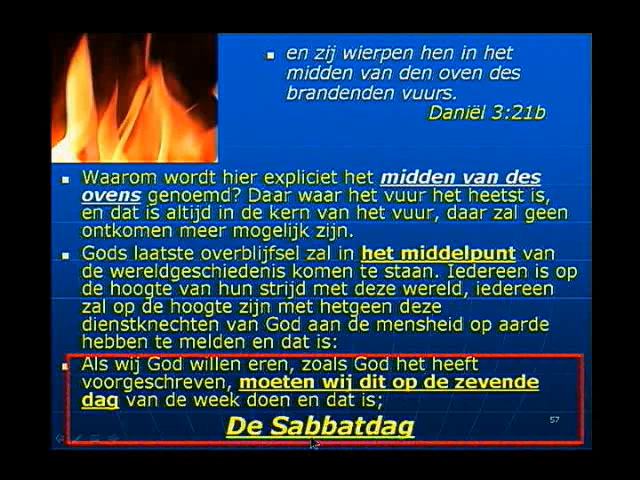 en zij wierpen hen in het
midden van den oven des
brandenden vuurs.
Daniël 3:21b
Waarom wordt hier expliciet het midden van des
ovens genoemd? Daar waar het vuur het heetst is,
en dat is altijd in de kern van het vuur, daar zal geen
ontkomen meer mogelijk zijn.
Gods laatste overblijfsel zal in het middelpunt van
de wereldgeschiedenis komen te staan. Iedereen is op
de hoogte van hun strijd met deze wereld, iedereen
zal op de hoogte zijn met hetgeen deze
dienstknechten van God aan de mensheid op aarde
hebben te melden en dat is:
Als wij God willen eren, zoals God het heeft
voorgeschreven, moeten wij dit op de zevende
dag van de week doen en dat is;
De Sabbatdag
57